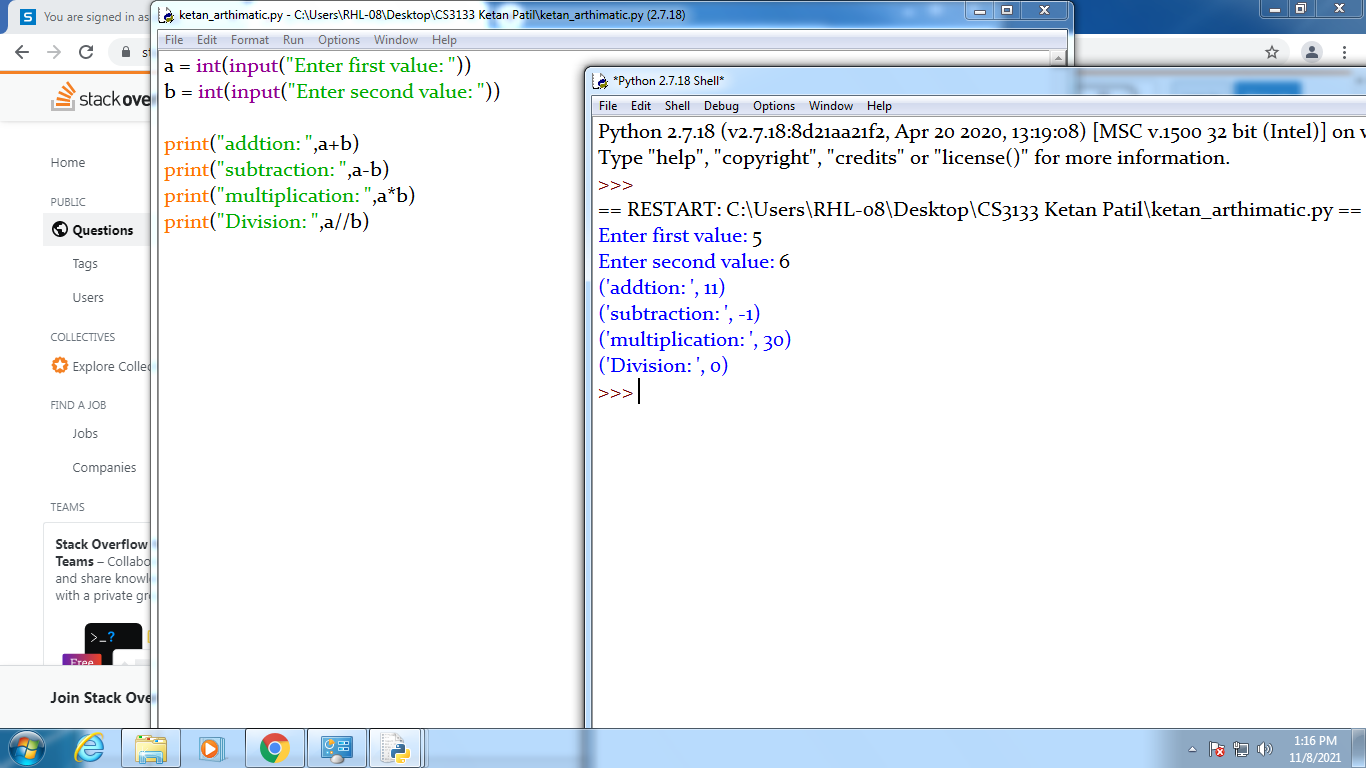 You are signed in as
st
stackove
Home
PUBLIC
Questions
Tags
Users
COLLECTIVES
Explore Collec
FIND A JOB
Jobs
Companies
TEAMS
Stack Overflow
Teams – Collabo
and share knowl
with a private gr
>_?
Free
Join Stack Ove
ketan_arthimatic.py - C:\Users\RHL-08\Desktop\CS3133 Ketan Patil\ketan_arthimatic.py (2.7.18)
File Edit Format Run Options Window Help
a = int(input("Enter first value: "))
b = int(input("Enter second value: "))
print("addtion: ",a+b)
print("subtraction: ",a-b)
print("multiplication: ",a*b)
print("Division: ",a//b)
*Python 2.7.18 Shell*
File Edit Shell Debug Options Window Help
Python 2.7.18 (v2.7.18:8d21aa21f2, Apr 20 2020, 13:19:08) [MSC v.1500 32 bit (Intel)] on w
Type "help", "copyright", "credits" or "license()" for more information.
>>>
== RESTART: C:\Users\RHL-08\Desktop\CS3133 Ketan Patil\ketan_arthimatic.py ==
Enter first value: 5
Enter second value: 6
('addtion: ', 11)
('subtraction: ', -1)
('multiplication: ', 30)
('Division: ', 0)
>>>
1:16 PM
11/8/2021